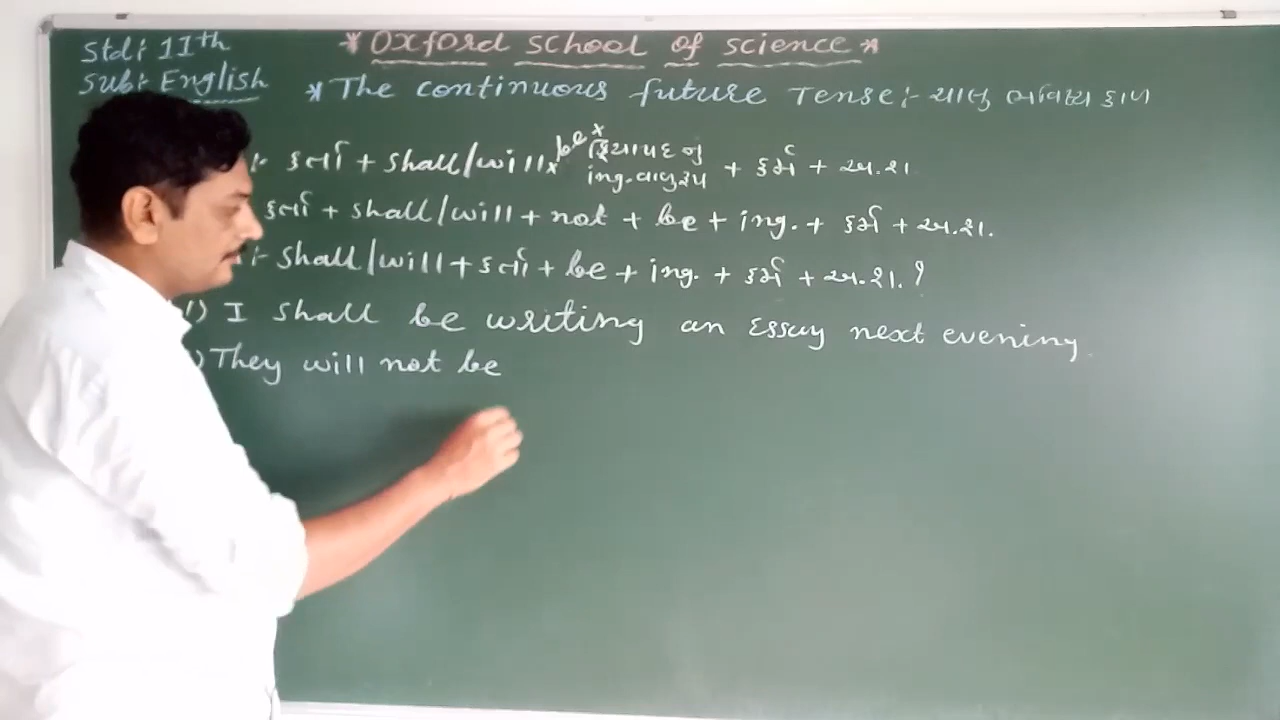 Std: 11th
* Oxford school of science *
Sub: English
* The continuous future Tense:- ચાલુ ભવિષ્ય કાળ
:- કર્તા + shall/will x be x ક્રિયાપદ નું ing. વાળુ રૂપ + કર્મ + અ.શ.
કર્તા + shall/will + not + be + ing. + કર્મ + અ.શ.
:- shall/will + કર્તા + be + ing. + કર્મ + અ.શ. ?
1) I shall be writing an Essay next evening.
) They will not be